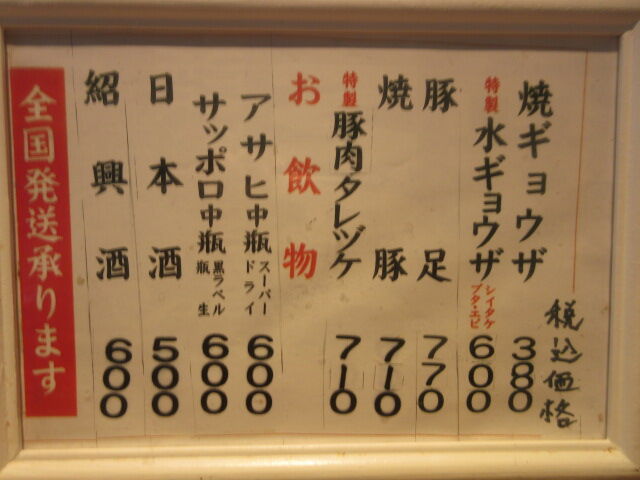 税込価格
焼ギョウザ 380
特製 水ギョウザ シイタケ ブタ・エビ 600
豚足 770
焼豚 710
特製 豚肉タレヅケ 710
お飲物
アサヒ中瓶 スーパードライ 600
サッポロ中瓶 黒ラベル 瓶生 600
日本酒 500
紹興酒 600
全国発送承ります